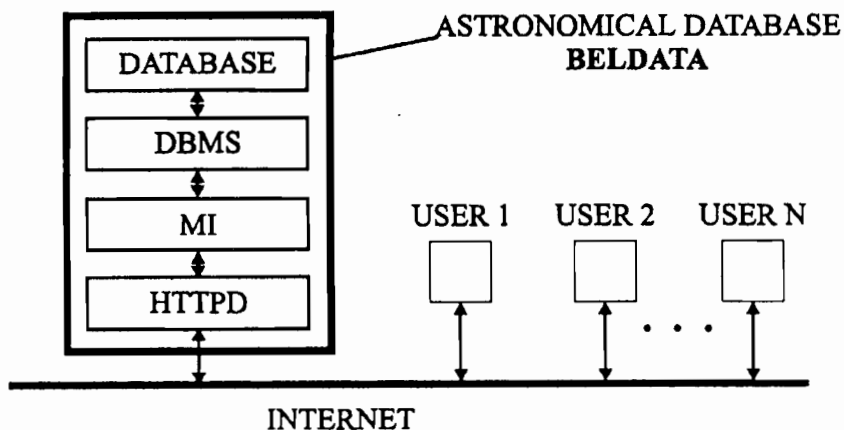 ASTRONOMICAL DATABASE
BELDATA
DATABASE
DBMS
MI
HTTPD
USER 1 USER 2 USER N
. . .
INTERNET